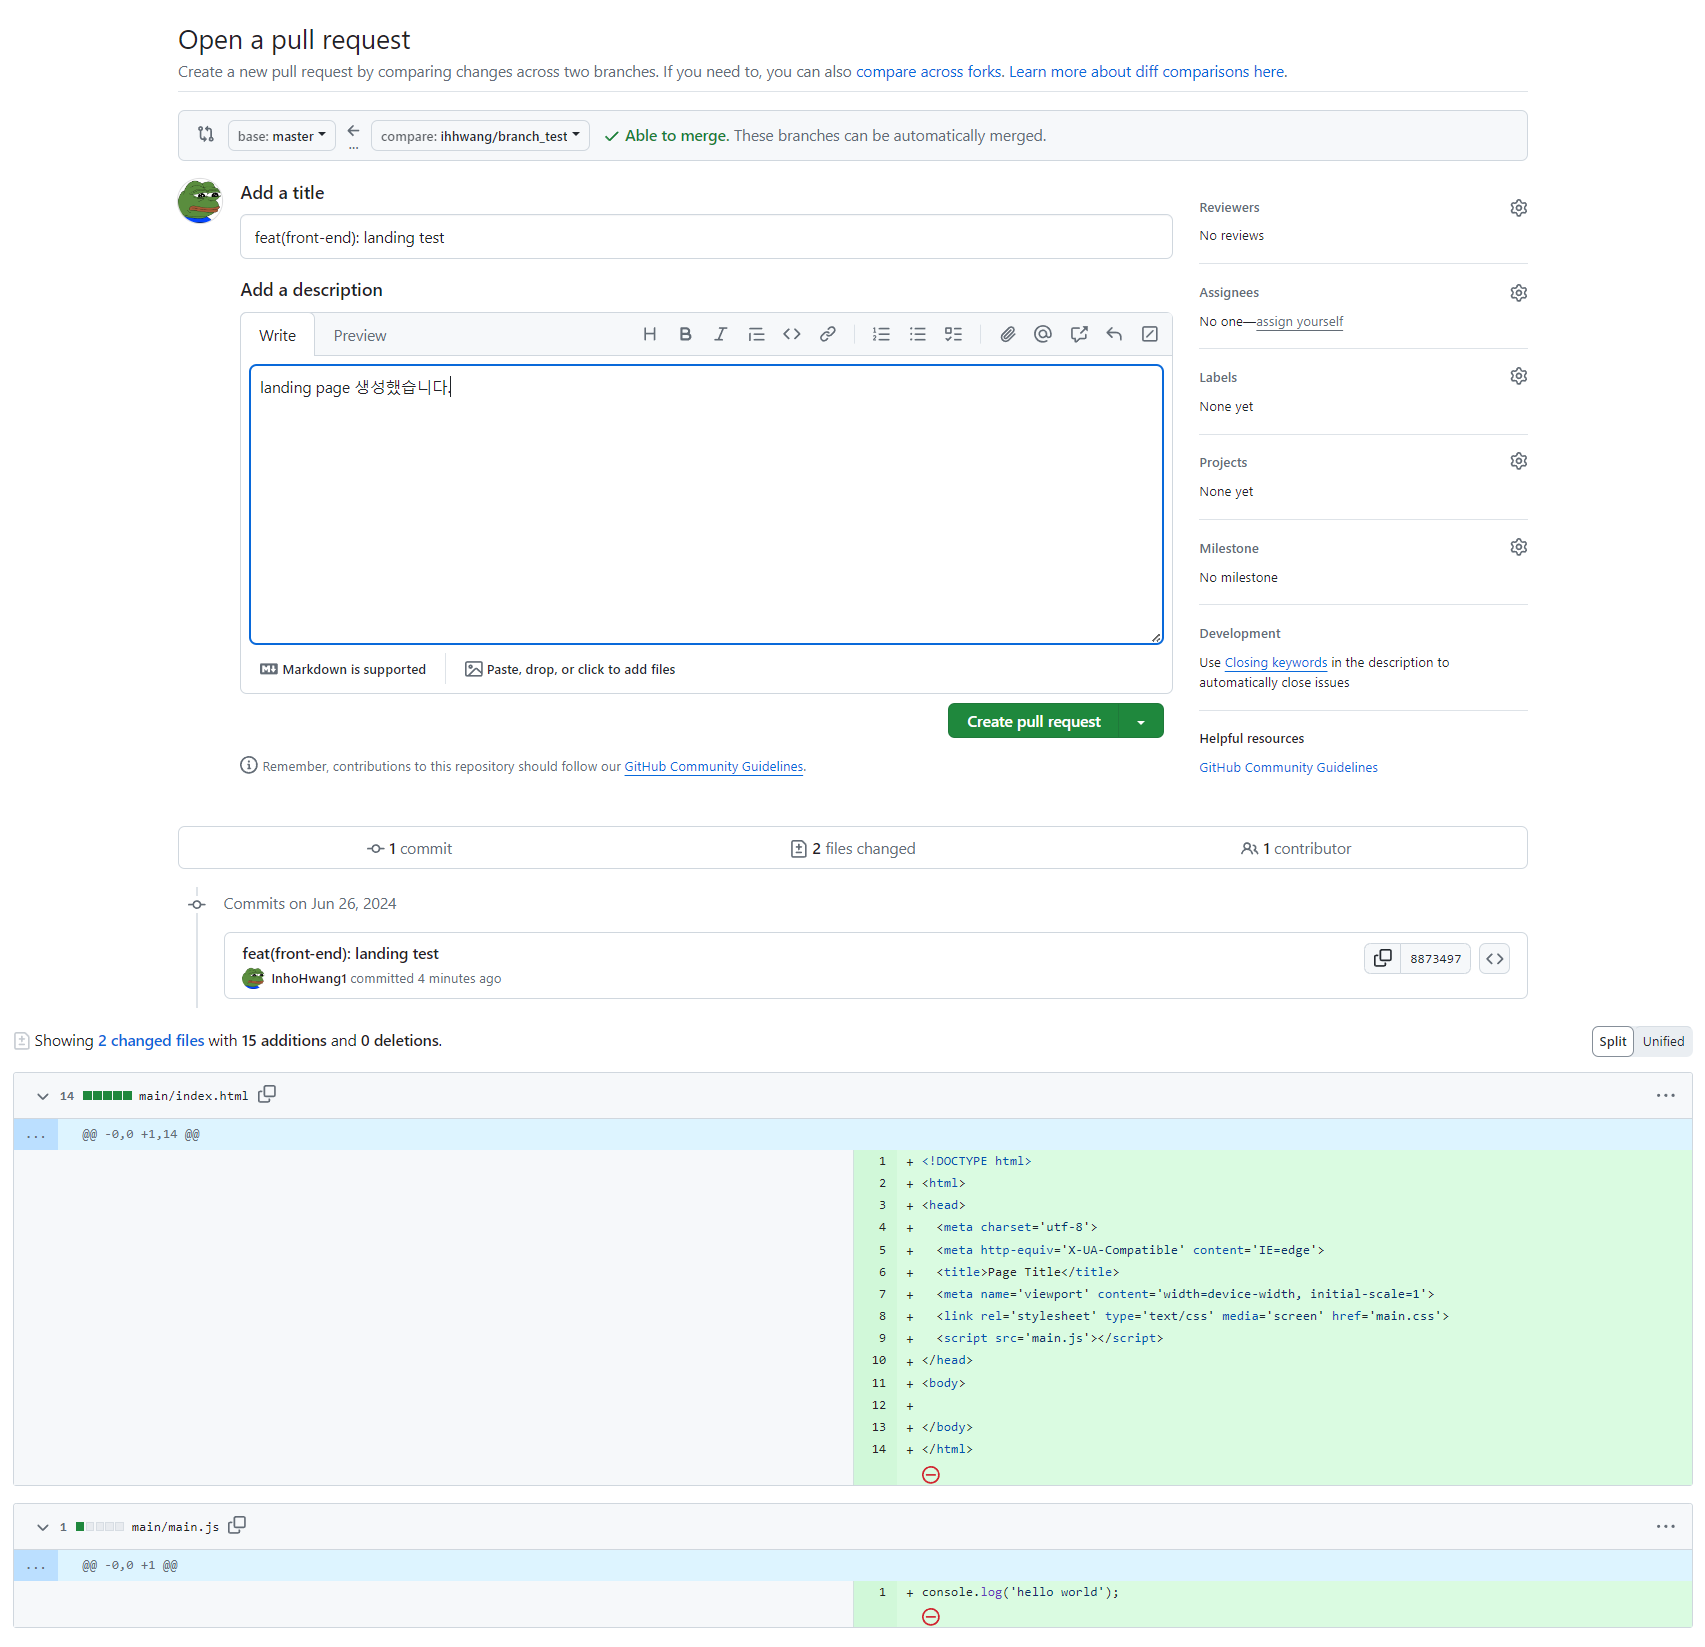 Open a pull request
Create a new pull request by comparing changes across two branches. If you need to, you can also compare across forks. Learn more about diff comparisons here.
base: master
compare: ihhwang/branch_test
Able to merge. These branches can be automatically merged.
Add a title
feat(front-end): landing test
Add a description
Write
Preview
landing page 생성했습니다.
Markdown is supported
Paste, drop, or click to add files
Create pull request
Remember, contributions to this repository should follow our GitHub Community Guidelines.
Reviewers
No reviews
Assignees
No one—assign yourself
Labels
None yet
Projects
None yet
Milestone
No milestone
Development
Use Closing keywords in the description to
automatically close issues
Helpful resources
GitHub Community Guidelines
1 commit
2 files changed
1 contributor
Commits on Jun 26, 2024
feat(front-end): landing test
InhoHwang1 committed 4 minutes ago
8873497
Showing 2 changed files with 15 additions and 0 deletions.
Split
Unified
14 main/index.html
... @@ -0,0 +1,14 @@
1 + <!DOCTYPE html>
2 + <html>
3 + <head>
4 +   <meta charset='utf-8'>
5 +   <meta http-equiv='X-UA-Compatible' content='IE=edge'>
6 +   <title>Page Title</title>
7 +   <meta name='viewport' content='width=device-width, initial-scale=1'>
8 +   <link rel='stylesheet' type='text/css' media='screen' href='main.css'>
9 +   <script src='main.js'></script>
10 + </head>
11 + <body>
12 +
13 + </body>
14 + </html>
1 main/main.js
... @@ -0,0 +1 @@
1 + console.log('hello world');